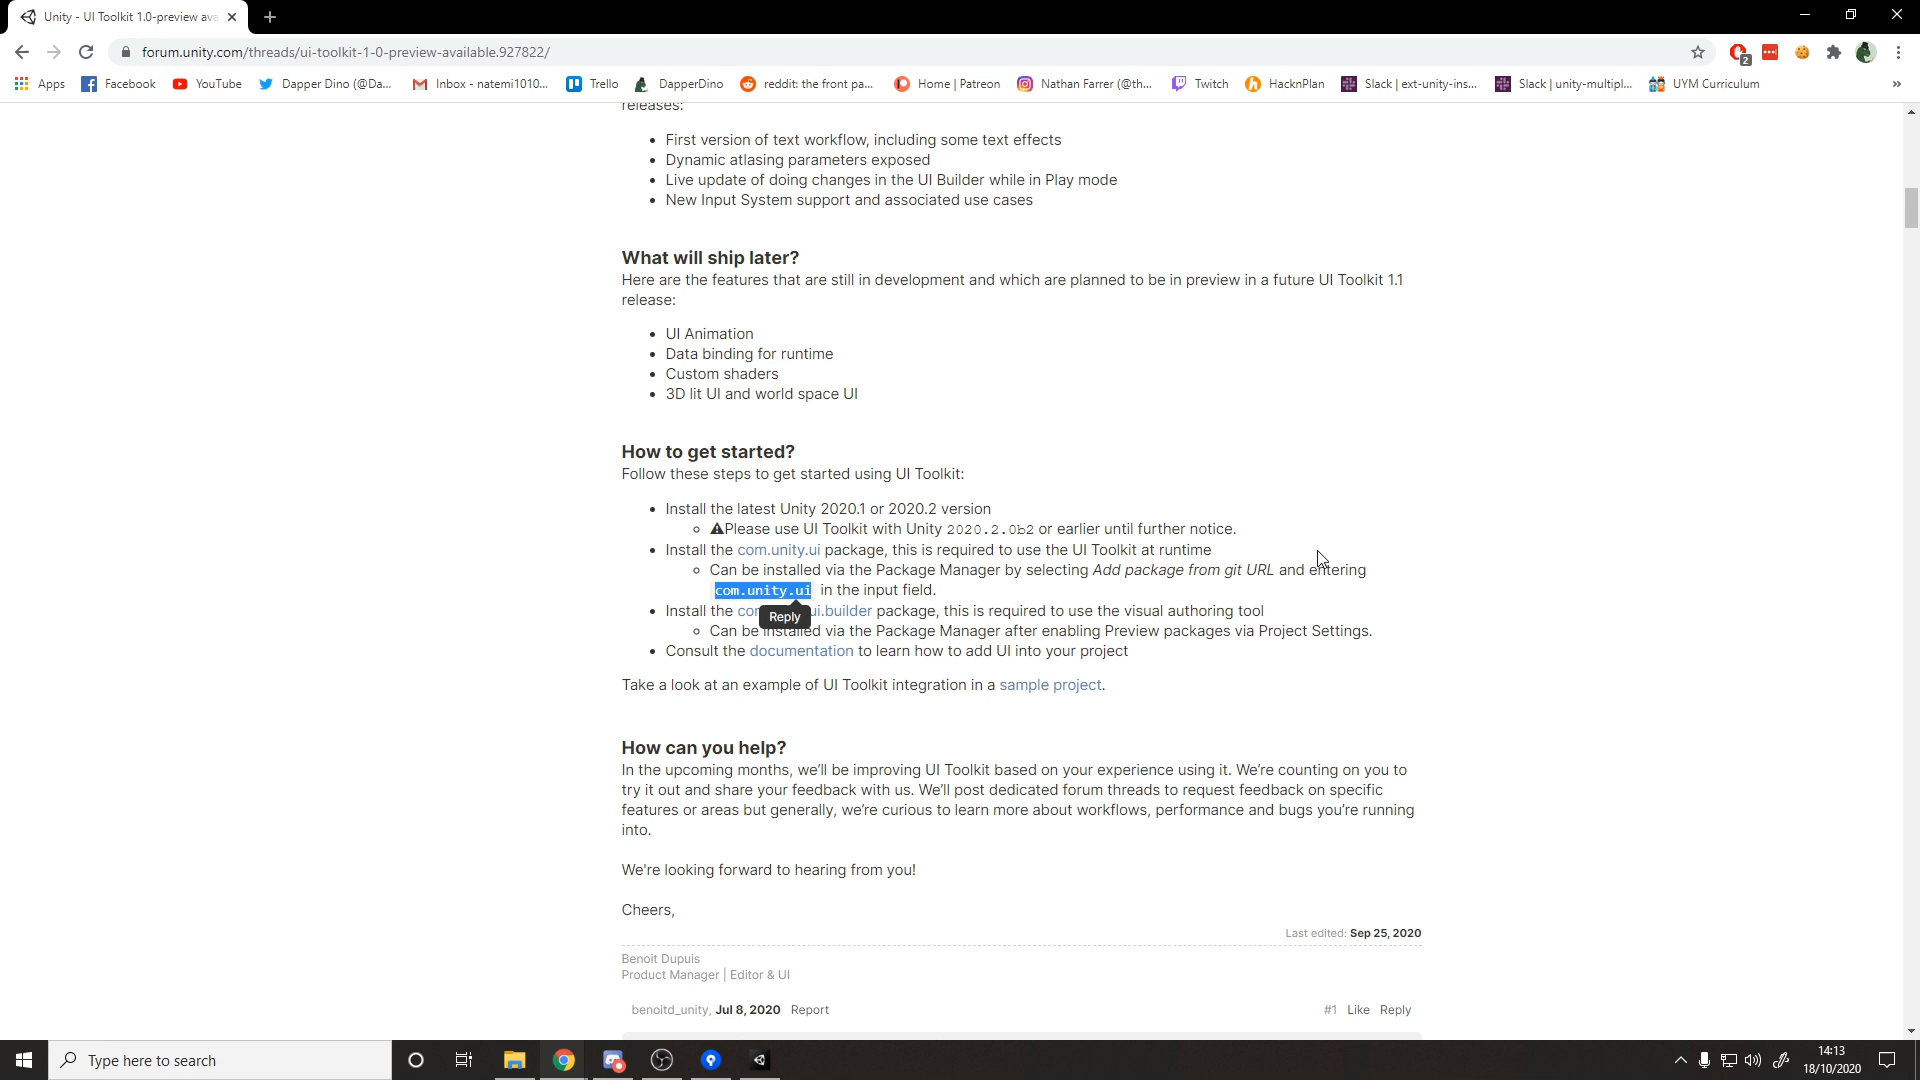 Unity - UI Toolkit 1.0-preview ava
forum.unity.com/threads/ui-toolkit-1-0-preview-available.927822/
2
Apps
Facebook
YouTube
Dapper Dino (@Da...
Inbox - natemi1010...
Trello
DapperDino
reddit: the front pa...
Home | Patreon
Nathan Farrer (@th...
Twitch
HacknPlan
Slack | ext-unity-ins...
Slack | unity-multipl...
UYM Curriculum
»
releases:
• First version of text workflow, including some text effects
• Dynamic atlasing parameters exposed
• Live update of doing changes in the UI Builder while in Play mode
• New Input System support and associated use cases
What will ship later?
Here are the features that are still in development and which are planned to be in preview in a future UI Toolkit 1.1
release:
• UI Animation
• Data binding for runtime
• Custom shaders
• 3D lit UI and world space UI
How to get started?
Follow these steps to get started using UI Toolkit:
• Install the latest Unity 2020.1 or 2020.2 version
⚠Please use UI Toolkit with Unity 2020.2.0b2 or earlier until further notice.
• Install the com.unity.ui package, this is required to use the UI Toolkit at runtime
Can be installed via the Package Manager by selecting Add package from git URL and entering
com.unity.ui in the input field.
• Install the ui.builder package, this is required to use the visual authoring tool
Reply
Can be installed via the Package Manager after enabling Preview packages via Project Settings.
• Consult the documentation to learn how to add UI into your project
Take a look at an example of UI Toolkit integration in a sample project.
How can you help?
In the upcoming months, we'll be improving UI Toolkit based on your experience using it. We're counting on you to
try it out and share your feedback with us. We'll post dedicated forum threads to request feedback on specific
features or areas but generally, we're curious to learn more about workflows, performance and bugs you're running
into.
We're looking forward to hearing from you!
Cheers,
Last edited: Sep 25, 2020
Benoit Dupuis
Product Manager | Editor & UI
benoitd_unity, Jul 8, 2020 Report
#1 Like Reply
Type here to search
14:13
18/10/2020